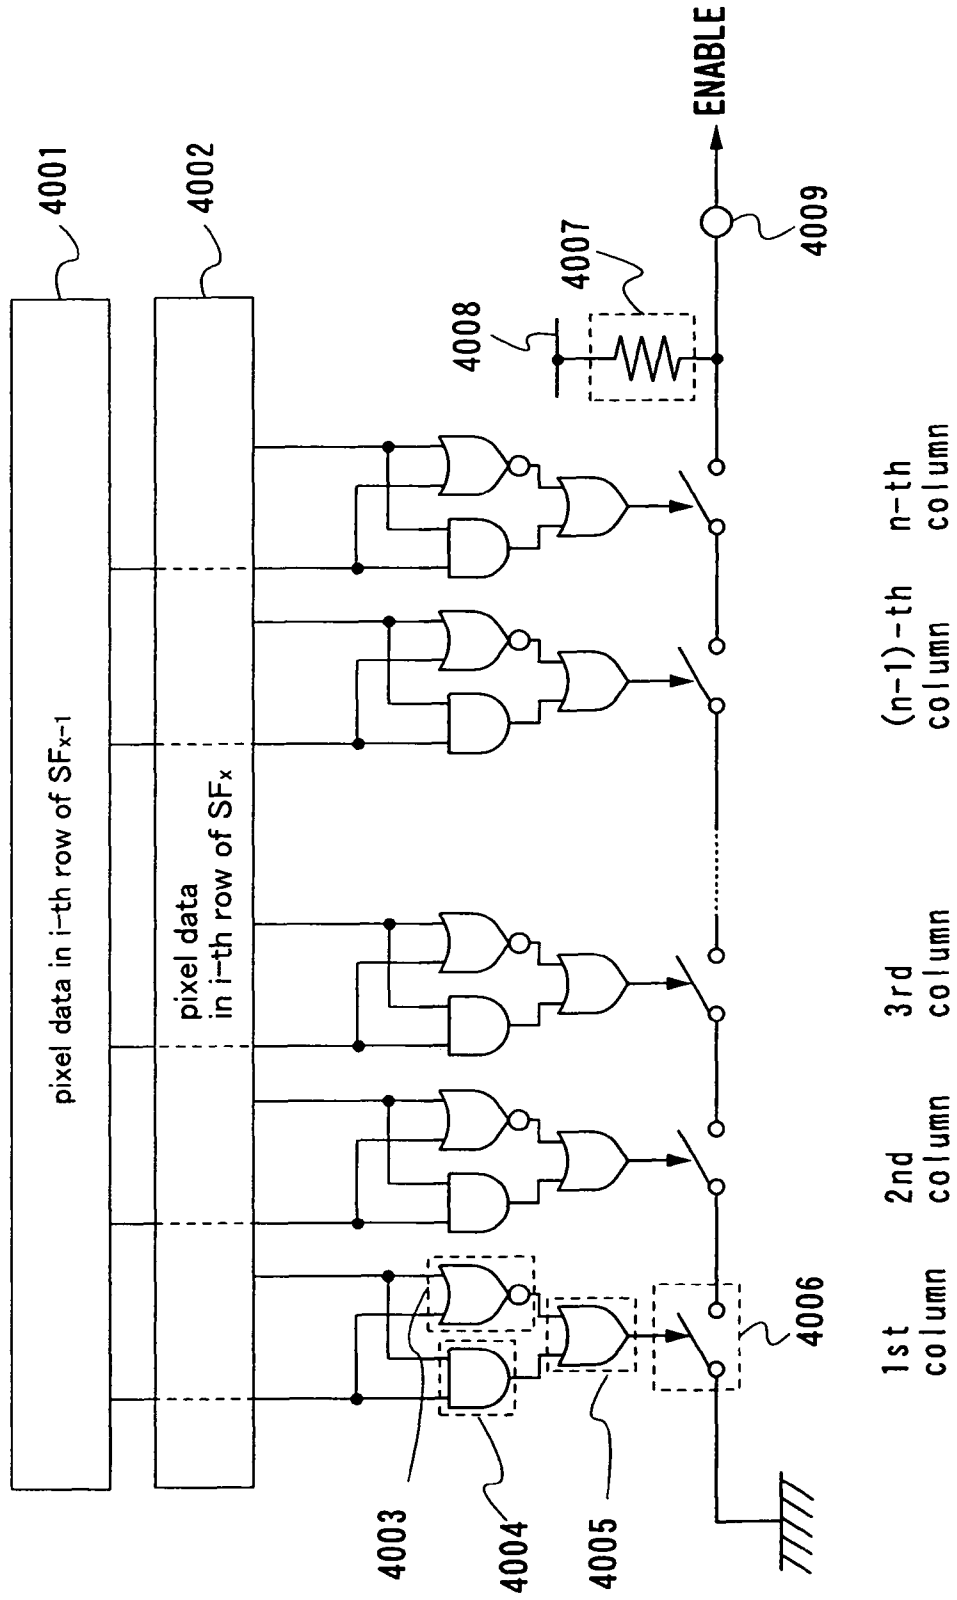 pixel data in i-th row of SFx-1
4001
pixel data
in i-th row of SFx
4002
4003
4004
4005
4006
4007
4008
4009
ENABLE
1st
column
2nd
column
3rd
column
(n-1)-th
column
n-th
column